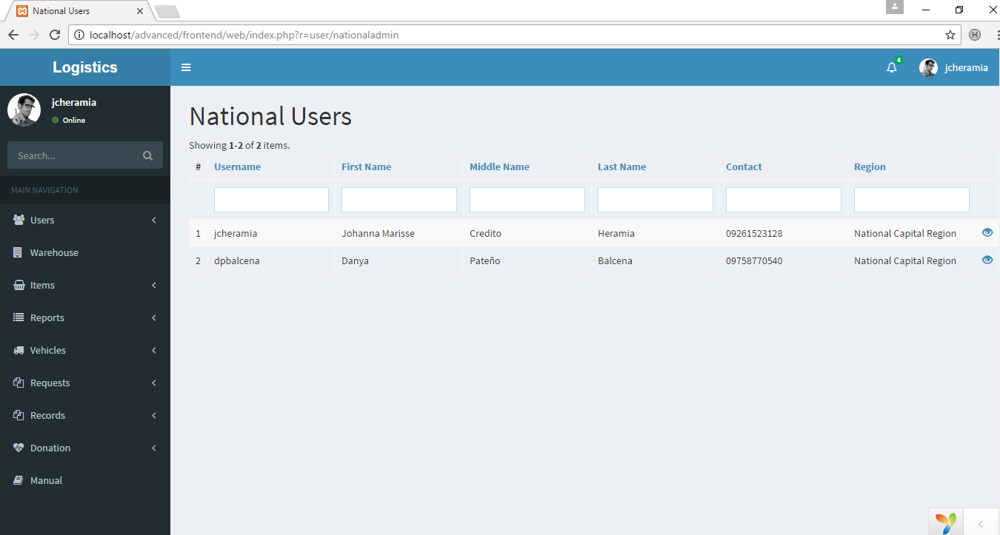 National Users
localhost/advanced/frontend/web/index.php?r=user/nationaladmin
Logistics
4
jcheramia
jcheramia
Online
Search...
MAIN NAVIGATION
Users
Warehouse
Items
Reports
Vehicles
Requests
Records
Donation
Manual
National Users
Showing 1-2 of 2 items.
# Username First Name Middle Name Last Name Contact Region
1 jcheramia Johanna Marisse Credito Heramia 09261523128 National Capital Region
2 dpbalcena Danya Pateño Balcena 09758770540 National Capital Region